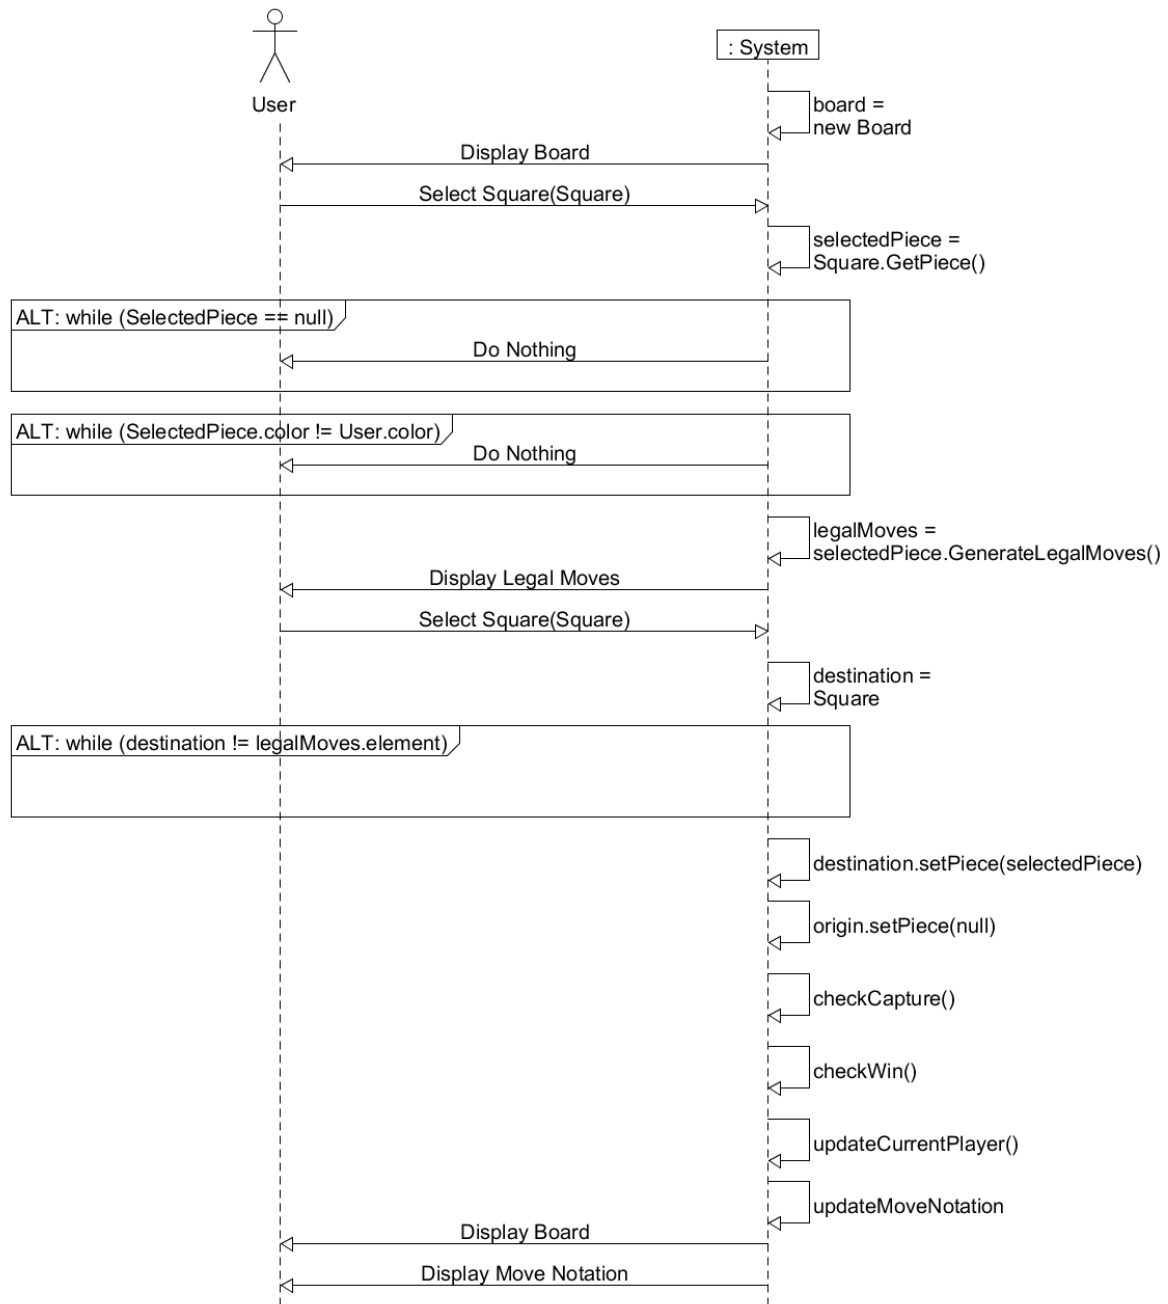 : System
User
board =
new Board
Display Board
Select Square(Square)
selectedPiece =
Square.GetPiece()
ALT: while (SelectedPiece == null)
Do Nothing
ALT: while (SelectedPiece.color != User.color)
Do Nothing
legalMoves =
selectedPiece.GenerateLegalMoves()
Display Legal Moves
Select Square(Square)
destination =
Square
ALT: while (destination != legalMoves.element)
destination.setPiece(selectedPiece)
origin.setPiece(null)
checkCapture()
checkWin()
updateCurrentPlayer()
updateMoveNotation
Display Board
Display Move Notation